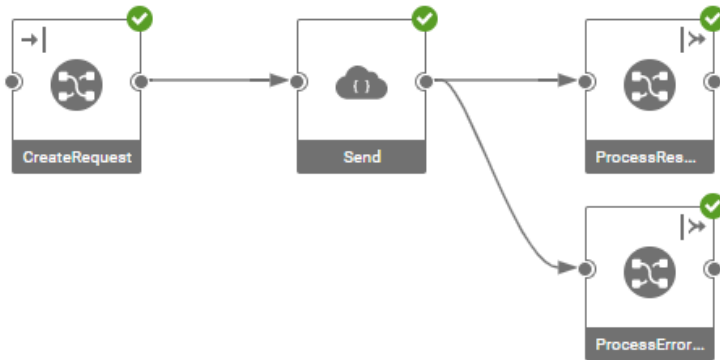 CreateRequest
{ }
Send
ProcessRes...
ProcessError...